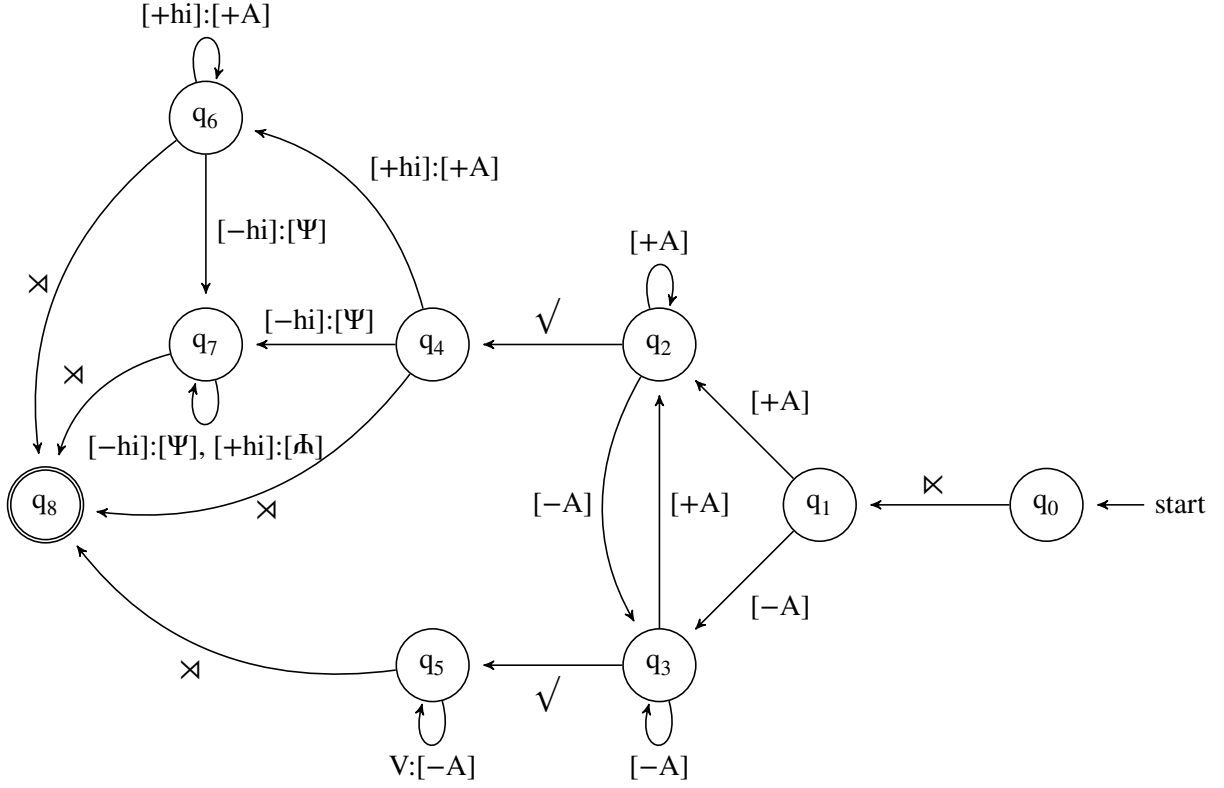 [+hi]:[+A]
q₆
[+hi]:[+A]
[−hi]:[Ψ]
[+A]
⋊
√
[−hi]:[Ψ]
q₇
q₄
q₂
⋊
[+A]
[−hi]:[Ψ], [+hi]:[⫛]
⋉
q₈
⋊
[−A]
[+A]
q₁
q₀
start
[−A]
q₅
q₃
⋊
√
V:[−A]
[−A]